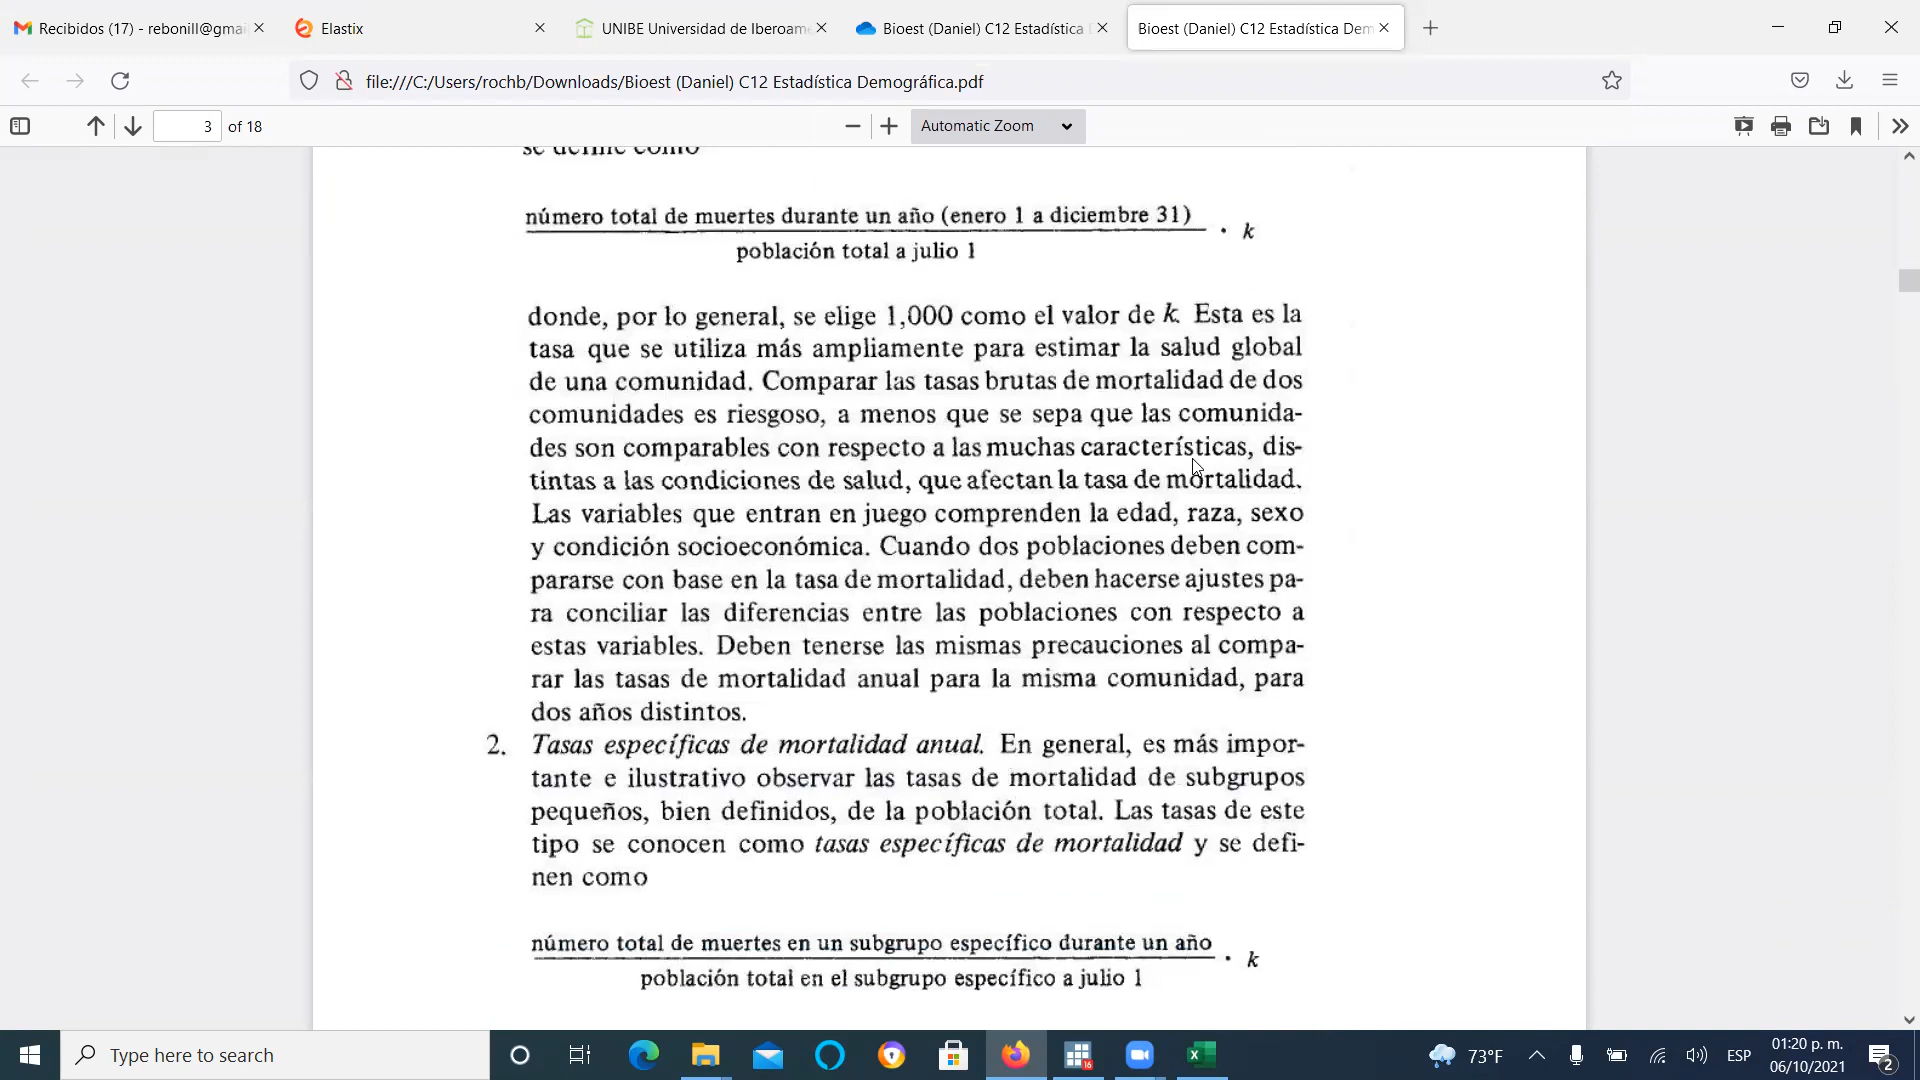 Recibidos (17) - rebonill@gmai
Elastix
UNIBE Universidad de Iberoame
Bioest (Daniel) C12 Estadística D
Bioest (Daniel) C12 Estadística Dem
file:///C:/Users/rochb/Downloads/Bioest (Daniel) C12 Estadística Demográfica.pdf
3 of 18
Automatic Zoom
se define como
número total de muertes durante un año (enero 1 a diciembre 31)
· k
población total a julio 1
donde, por lo general, se elige 1,000 como el valor de k. Esta es la
tasa que se utiliza más ampliamente para estimar la salud global
de una comunidad. Comparar las tasas brutas de mortalidad de dos
comunidades es riesgoso, a menos que se sepa que las comunida-
des son comparables con respecto a las muchas características, dis-
tintas a las condiciones de salud, que afectan la tasa de mortalidad.
Las variables que entran en juego comprenden la edad, raza, sexo
y condición socioeconómica. Cuando dos poblaciones deben com-
pararse con base en la tasa de mortalidad, deben hacerse ajustes pa-
ra conciliar las diferencias entre las poblaciones con respecto a
estas variables. Deben tenerse las mismas precauciones al compa-
rar las tasas de mortalidad anual para la misma comunidad, para
dos años distintos.
2. Tasas específicas de mortalidad anual. En general, es más impor-
tante e ilustrativo observar las tasas de mortalidad de subgrupos
pequeños, bien definidos, de la población total. Las tasas de este
tipo se conocen como tasas específicas de mortalidad y se defi-
nen como
número total de muertes en un subgrupo específico durante un año
· k
población total en el subgrupo específico a julio 1
Type here to search
16
73°F
ESP
01:20 p. m.
06/10/2021
2